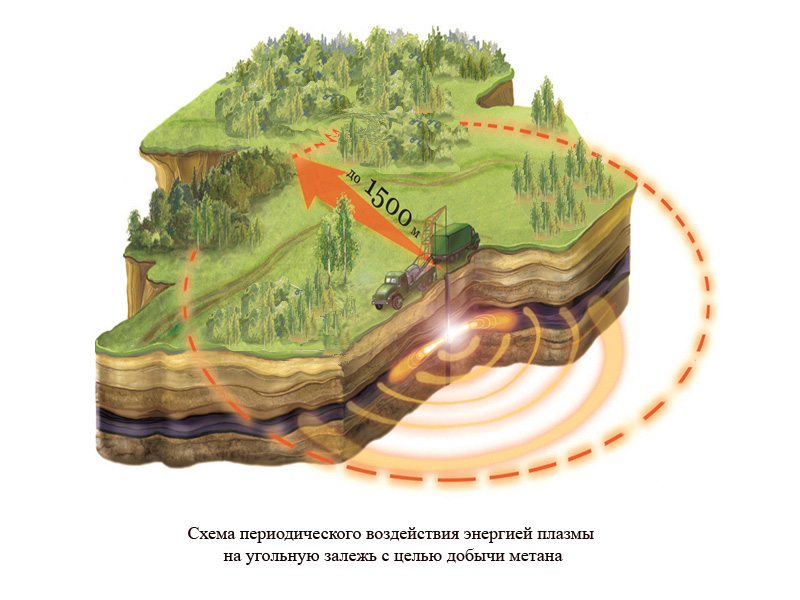 до 1500 м
Схема периодического воздействия энергией плазмы
на угольную залежь с целью добычи метана